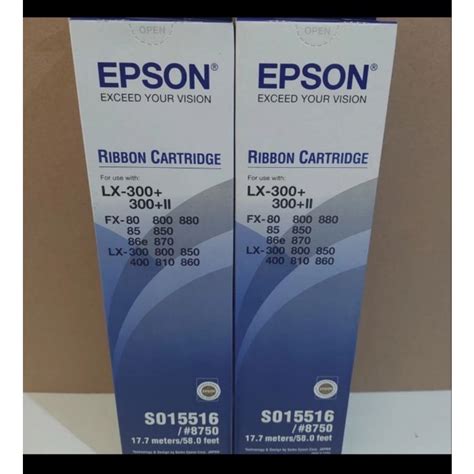 OPEN
EPSON®
EXCEED YOUR VISION
RIBBON CARTRIDGE
For use with:
LX-300+
300+II
FX-80 800 880
85 850
86e 870
LX-300 800 850
400 810 860
S015516
/#8750
17.7 meters/58.0 feet
OPEN
EPSON®
EXCEED YOUR VISION
RIBBON CARTRIDGE
For use with:
LX-300+
300+II
FX-80 800 880
85 850
86e 870
LX-300 800 850
400 810 860
S015516
/#8750
17.7 meters/58.0 feet